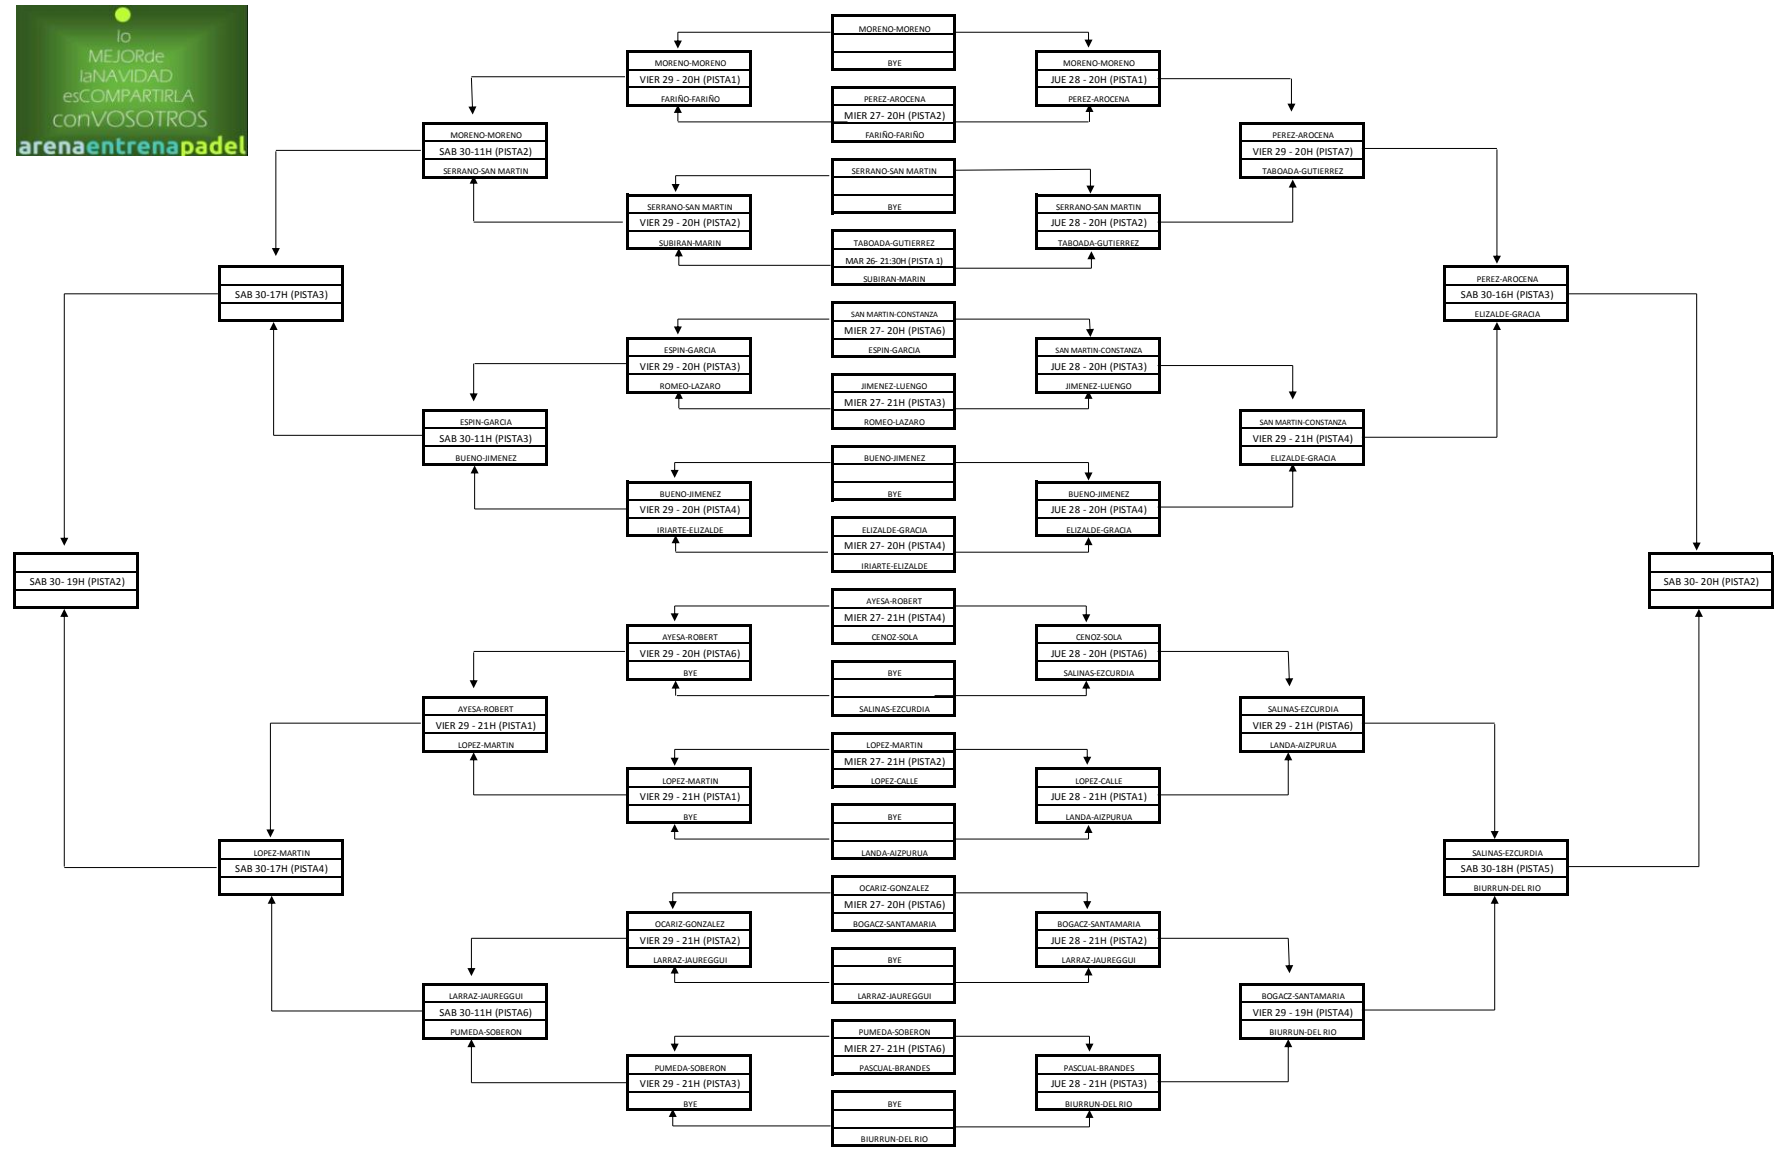 lo
MEJORde
laNAVIDAD
esCOMPARTIRLA
conVOSOTROS
arenaentrenapadel
SAB 30- 19H (PISTA2)
SAB 30-17H (PISTA3)
LOPEZ-MARTIN
SAB 30-17H (PISTA4)
MORENO-MORENO
SAB 30-11H (PISTA2)
SERRANO-SAN MARTIN
ESPIN-GARCIA
SAB 30-11H (PISTA3)
BUENO-JIMENEZ
AYESA-ROBERT
VIER 29 - 21H (PISTA1)
LOPEZ-MARTIN
LARRAZ-JAUREGGUI
SAB 30-11H (PISTA6)
PUMEDA-SOBERON
MORENO-MORENO
VIER 29 - 20H (PISTA1)
FARIÑO-FARIÑO
SERRANO-SAN MARTIN
VIER 29 - 20H (PISTA2)
SUBIRAN-MARIN
ESPIN-GARCIA
VIER 29 - 20H (PISTA3)
ROMEO-LAZARO
BUENO-JIMENEZ
VIER 29 - 20H (PISTA4)
IRIARTE-ELIZALDE
AYESA-ROBERT
VIER 29 - 20H (PISTA6)
BYE
LOPEZ-MARTIN
VIER 29 - 21H (PISTA1)
BYE
OCARIZ-GONZALEZ
VIER 29 - 21H (PISTA2)
LARRAZ-JAUREGGUI
PUMEDA-SOBERON
VIER 29 - 21H (PISTA3)
BYE
MORENO-MORENO
BYE
PEREZ-AROCENA
MIER 27- 20H (PISTA2)
FARIÑO-FARIÑO
SERRANO-SAN MARTIN
BYE
TABOADA-GUTIERREZ
MAR 26- 21:30H (PISTA 1)
SUBIRAN-MARIN
SAN MARTIN-CONSTANZA
MIER 27- 20H (PISTA6)
ESPIN-GARCIA
JIMENEZ-LUENGO
MIER 27- 21H (PISTA3)
ROMEO-LAZARO
BUENO-JIMENEZ
BYE
ELIZALDE-GRACIA
MIER 27- 20H (PISTA4)
IRIARTE-ELIZALDE
AYESA-ROBERT
MIER 27- 21H (PISTA4)
CENOZ-SOLA
BYE
SALINAS-EZCURDIA
LOPEZ-MARTIN
MIER 27- 21H (PISTA2)
LOPEZ-CALLE
BYE
LANDA-AIZPURUA
OCARIZ-GONZALEZ
MIER 27- 20H (PISTA6)
BOGACZ-SANTAMARIA
BYE
LARRAZ-JAUREGGUI
PUMEDA-SOBERON
MIER 27- 21H (PISTA6)
PASCUAL-BRANDES
BYE
BIURRUN-DEL RIO
MORENO-MORENO
JUE 28 - 20H (PISTA1)
PEREZ-AROCENA
SERRANO-SAN MARTIN
JUE 28 - 20H (PISTA2)
TABOADA-GUTIERREZ
SAN MARTIN-CONSTANZA
JUE 28 - 20H (PISTA3)
JIMENEZ-LUENGO
BUENO-JIMENEZ
JUE 28 - 20H (PISTA4)
ELIZALDE-GRACIA
CENOZ-SOLA
JUE 28 - 20H (PISTA6)
SALINAS-EZCURDIA
LOPEZ-CALLE
JUE 28 - 21H (PISTA1)
LANDA-AIZPURUA
BOGACZ-SANTAMARIA
JUE 28 - 21H (PISTA2)
LARRAZ-JAUREGGUI
PASCUAL-BRANDES
JUE 28 - 21H (PISTA3)
BIURRUN-DEL RIO
PEREZ-AROCENA
VIER 29 - 20H (PISTA7)
TABOADA-GUTIERREZ
SAN MARTIN-CONSTANZA
VIER 29 - 21H (PISTA4)
ELIZALDE-GRACIA
SALINAS-EZCURDIA
VIER 29 - 21H (PISTA6)
LANDA-AIZPURUA
BOGACZ-SANTAMARIA
VIER 29 - 19H (PISTA4)
BIURRUN-DEL RIO
PEREZ-AROCENA
SAB 30-16H (PISTA3)
ELIZALDE-GRACIA
SALINAS-EZCURDIA
SAB 30-18H (PISTA5)
BIURRUN-DEL RIO
SAB 30- 20H (PISTA2)